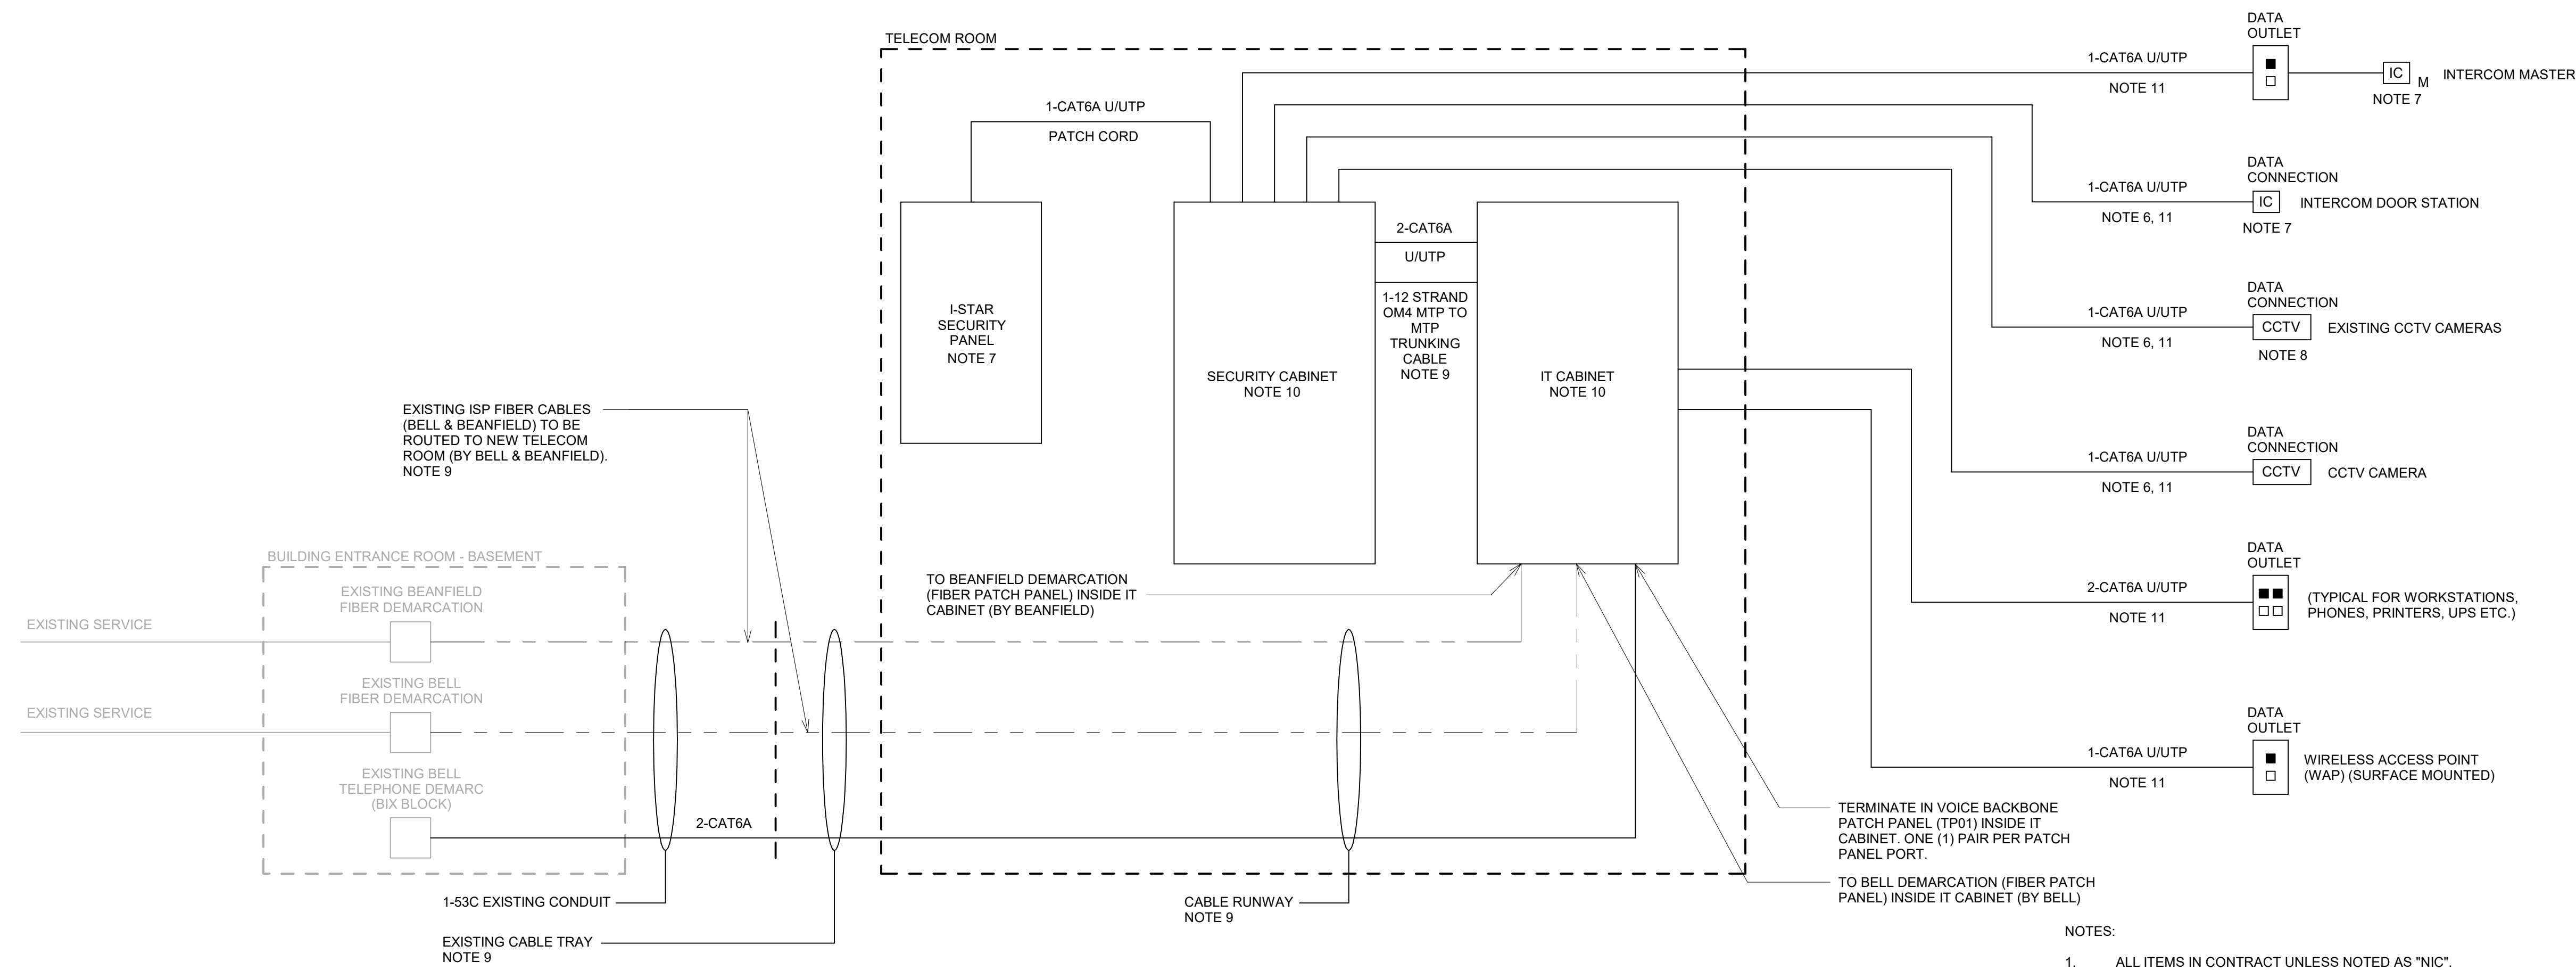 TELECOM ROOM
1-CAT6A U/UTP
PATCH CORD
I-STAR
SECURITY
PANEL
NOTE 7
SECURITY CABINET
NOTE 10
2-CAT6A
U/UTP
1-12 STRAND
OM4 MTP TO
MTP
TRUNKING
CABLE
NOTE 9
IT CABINET
NOTE 10
DATA
OUTLET
1-CAT6A U/UTP
NOTE 11
IC
M
INTERCOM MASTER
NOTE 7
DATA
CONNECTION
1-CAT6A U/UTP
NOTE 6, 11
IC
INTERCOM DOOR STATION
NOTE 7
DATA
CONNECTION
1-CAT6A U/UTP
NOTE 6, 11
CCTV
EXISTING CCTV CAMERAS
NOTE 8
DATA
CONNECTION
1-CAT6A U/UTP
NOTE 6, 11
CCTV
CCTV CAMERA
DATA
OUTLET
2-CAT6A U/UTP
NOTE 11
(TYPICAL FOR WORKSTATIONS,
PHONES, PRINTERS, UPS ETC.)
DATA
OUTLET
1-CAT6A U/UTP
NOTE 11
WIRELESS ACCESS POINT
(WAP) (SURFACE MOUNTED)
EXISTING ISP FIBER CABLES
(BELL & BEANFIELD) TO BE
ROUTED TO NEW TELECOM
ROOM (BY BELL & BEANFIELD).
NOTE 9
BUILDING ENTRANCE ROOM - BASEMENT
EXISTING BEANFIELD
FIBER DEMARCATION
EXISTING SERVICE
EXISTING BELL
FIBER DEMARCATION
EXISTING SERVICE
EXISTING BELL
TELEPHONE DEMARC
(BIX BLOCK)
2-CAT6A
TO BEANFIELD DEMARCATION
(FIBER PATCH PANEL) INSIDE IT
CABINET (BY BEANFIELD)
1-53C EXISTING CONDUIT
EXISTING CABLE TRAY
NOTE 9
CABLE RUNWAY
NOTE 9
TERMINATE IN VOICE BACKBONE
PATCH PANEL (TP01) INSIDE IT
CABINET. ONE (1) PAIR PER PATCH
PANEL PORT.
TO BELL DEMARCATION (FIBER PATCH
PANEL) INSIDE IT CABINET (BY BELL)
NOTES:
1. ALL ITEMS IN CONTRACT UNLESS NOTED AS "NIC".